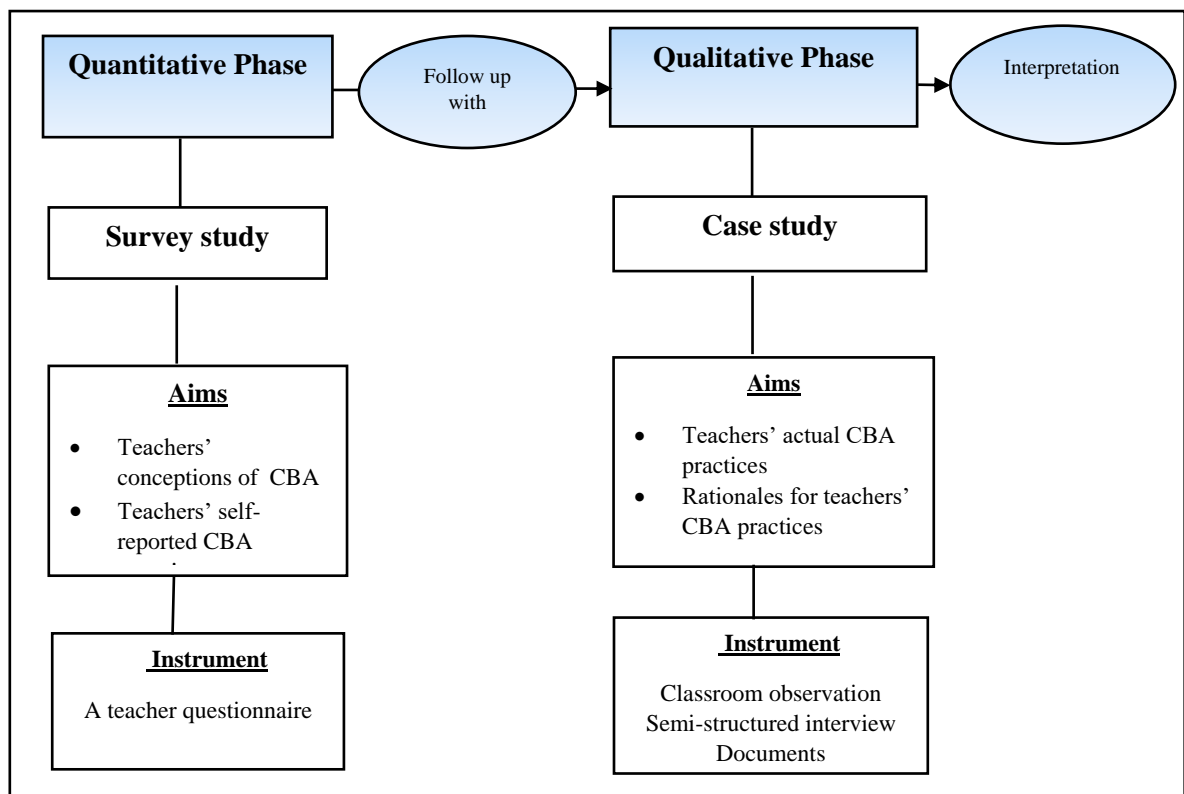 Quantitative Phase
Follow up
with
Qualitative Phase
Interpretation
Survey study
Case study
Aims
• Teachers’
conceptions of CBA
• Teachers’ self-
reported CBA
Aims
• Teachers’ actual CBA
practices
• Rationales for teachers’
CBA practices
Instrument
A teacher questionnaire
Instrument
Classroom observation
Semi-structured interview
Documents